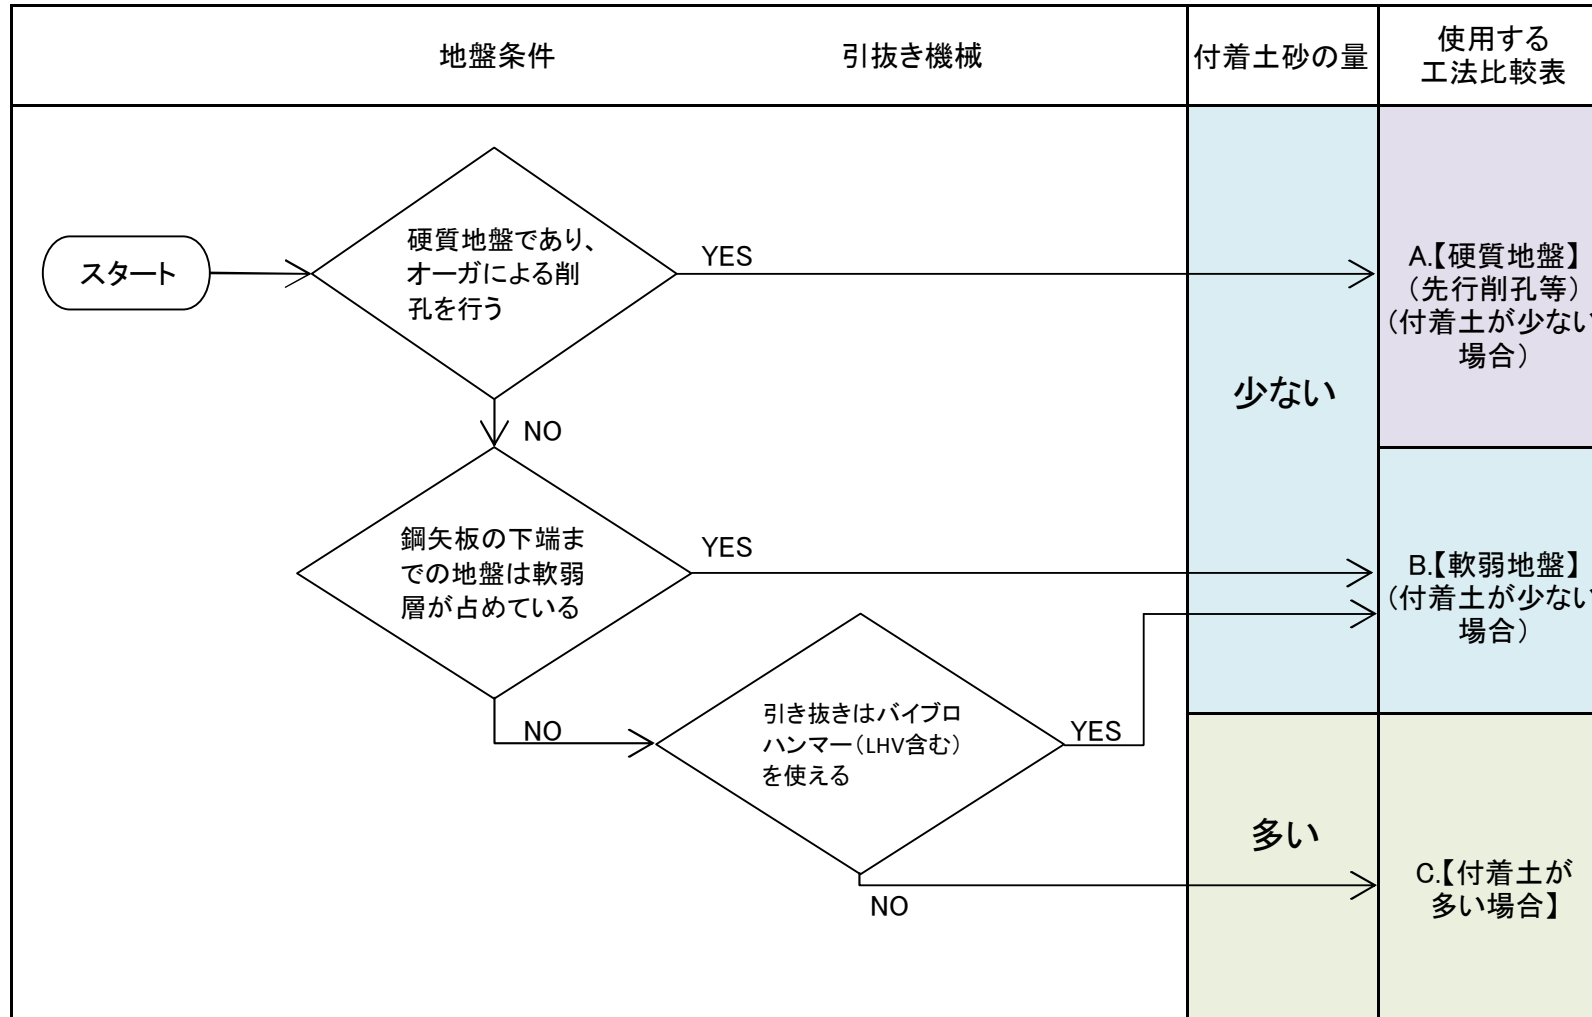 地盤条件
引抜き機械
付着土砂の量
使用する
工法比較表
スタート
硬質地盤であり、
オーガによる削
孔を行う
YES
A.【硬質地盤】
（先行削孔等）
（付着土が少ない
場合）
少ない
NO
鋼矢板の下端ま
での地盤は軟弱
層が占めている
YES
B.【軟弱地盤】
（付着土が少ない
場合）
NO
引き抜きはバイブロ
ハンマー（LHV含む）
を使える
YES
多い
NO
C.【付着土が
多い場合】